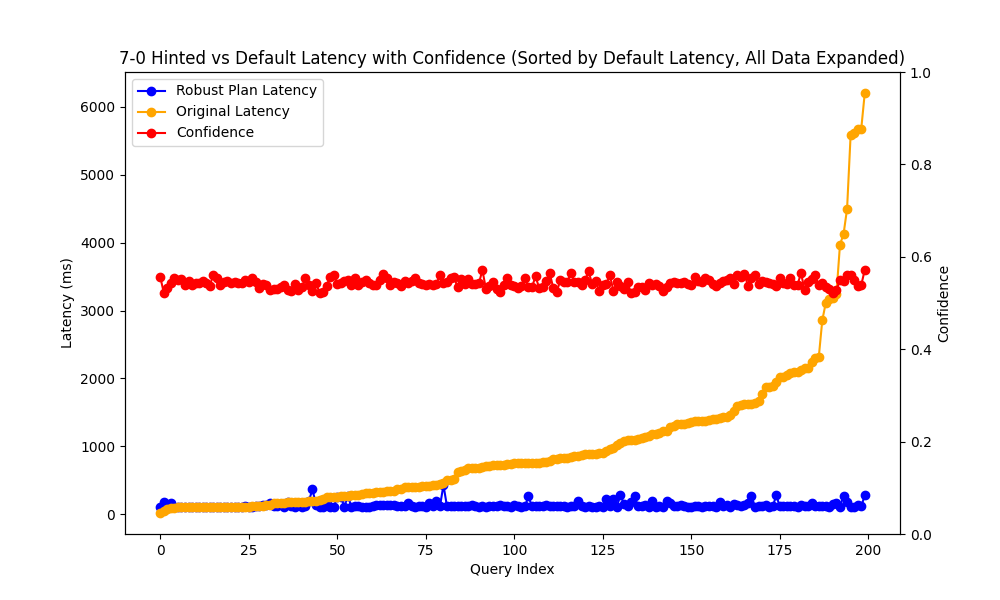 7-0 Hinted vs Default Latency with Confidence (Sorted by Default Latency, All Data Expanded)
Robust Plan Latency
Original Latency
Confidence
6000
5000
4000
3000
2000
1000
0
Latency (ms)
1.0
0.8
0.6
0.4
0.2
0.0
Confidence
0 25 50 75 100 125 150 175 200
Query Index